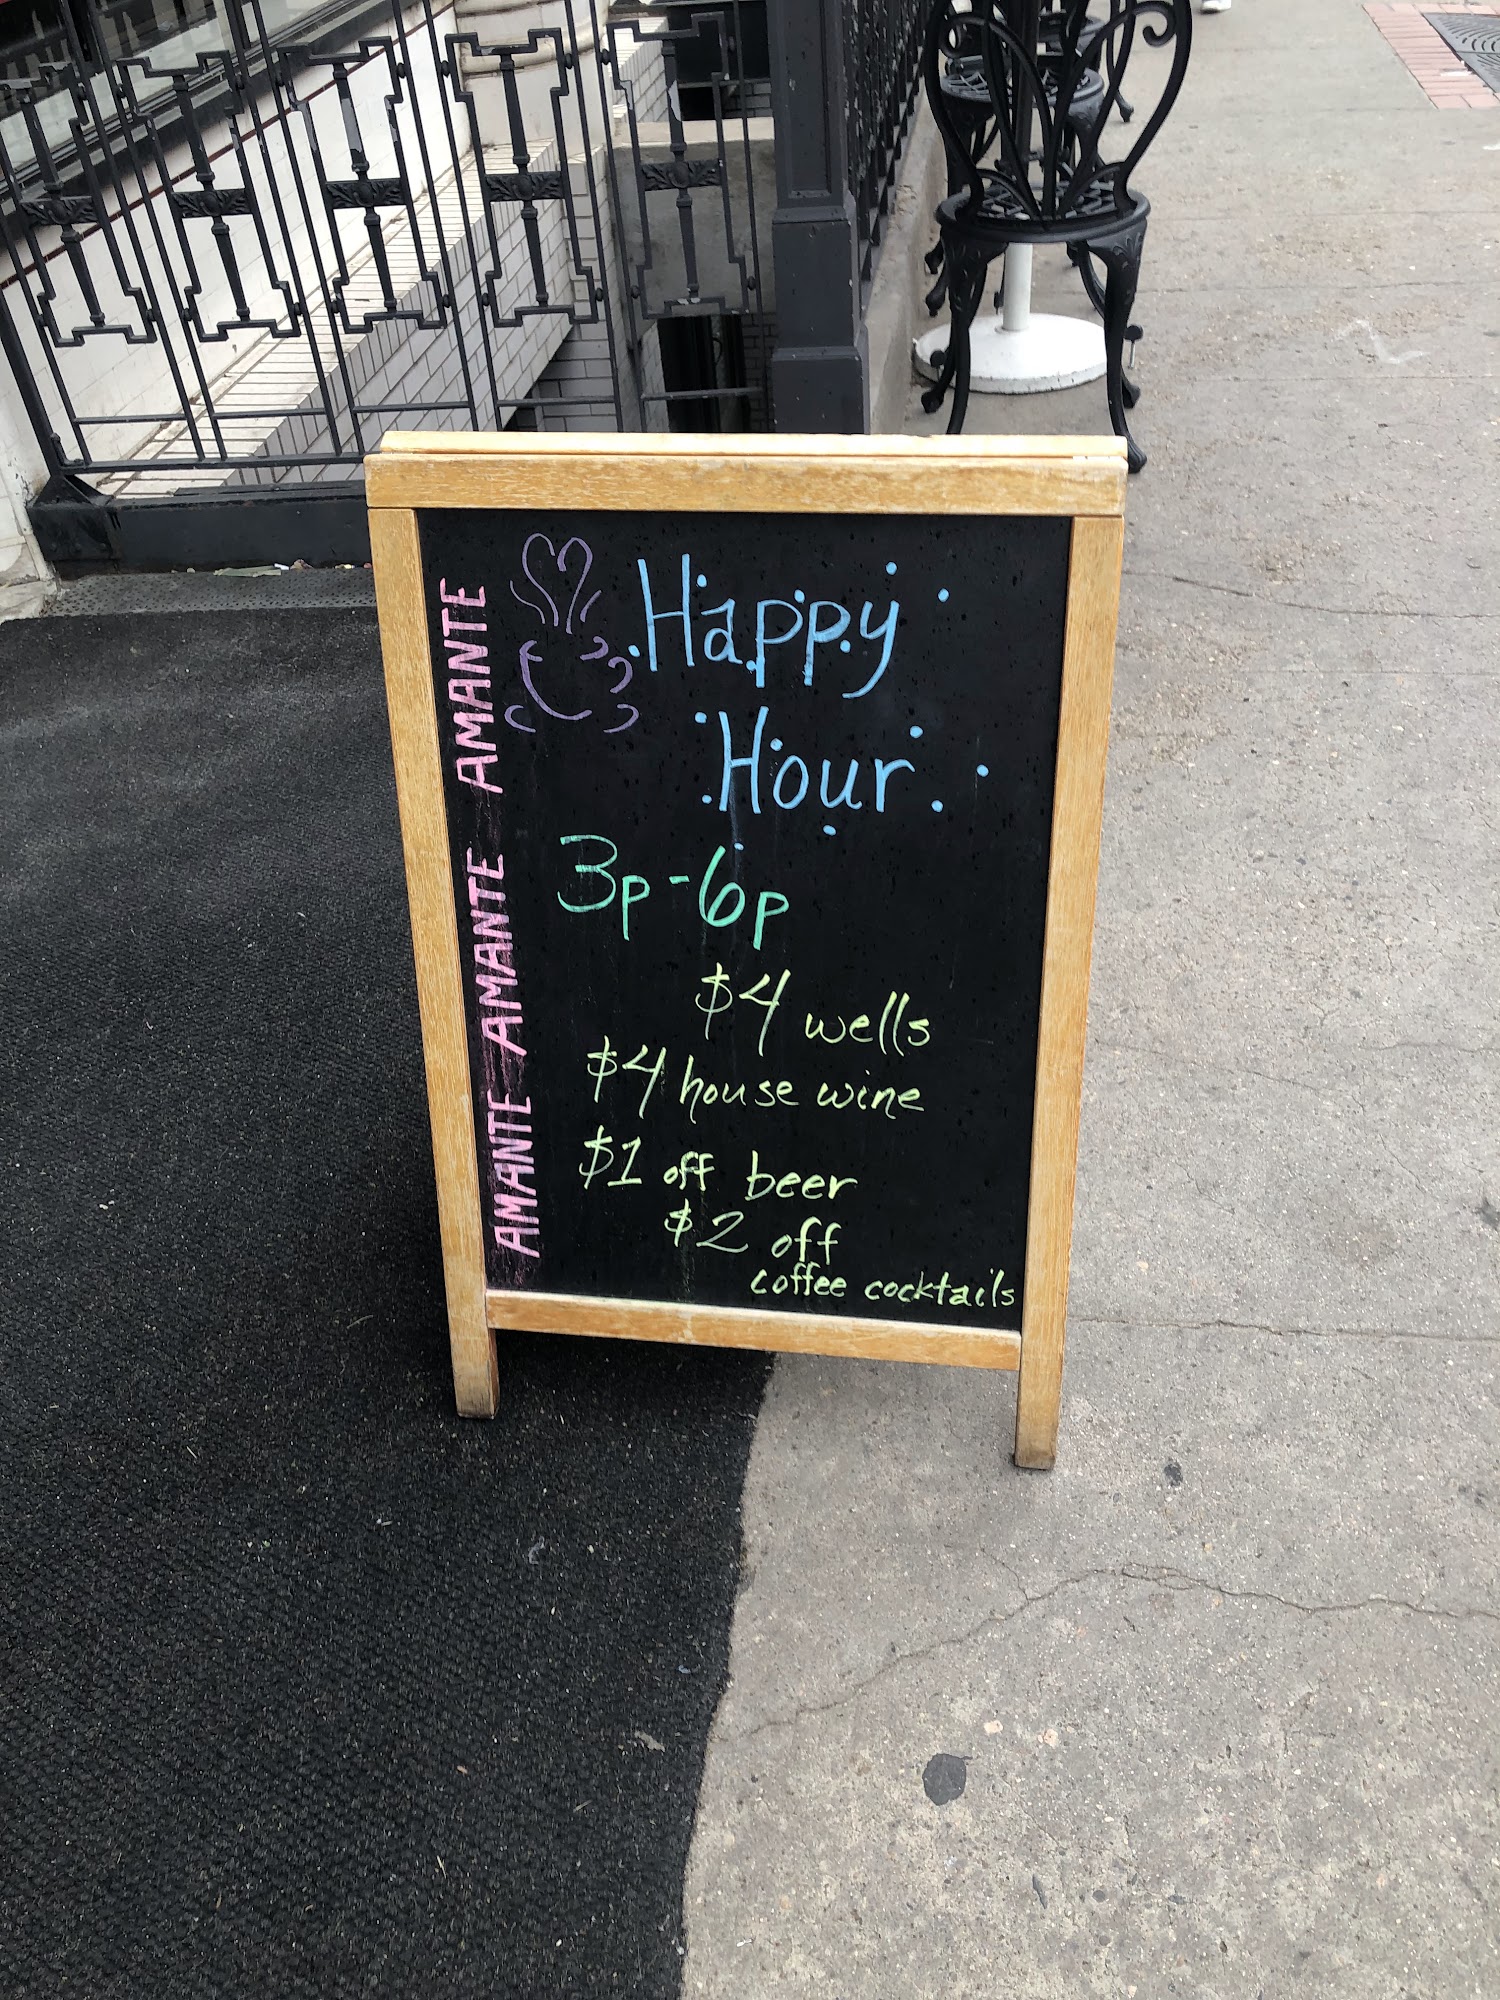 AMANTE AMANTE AMANTE
Happy
Hour
3p-6p
$4 wells
$4 house wine
$1 off beer
$2 off
coffee cocktails